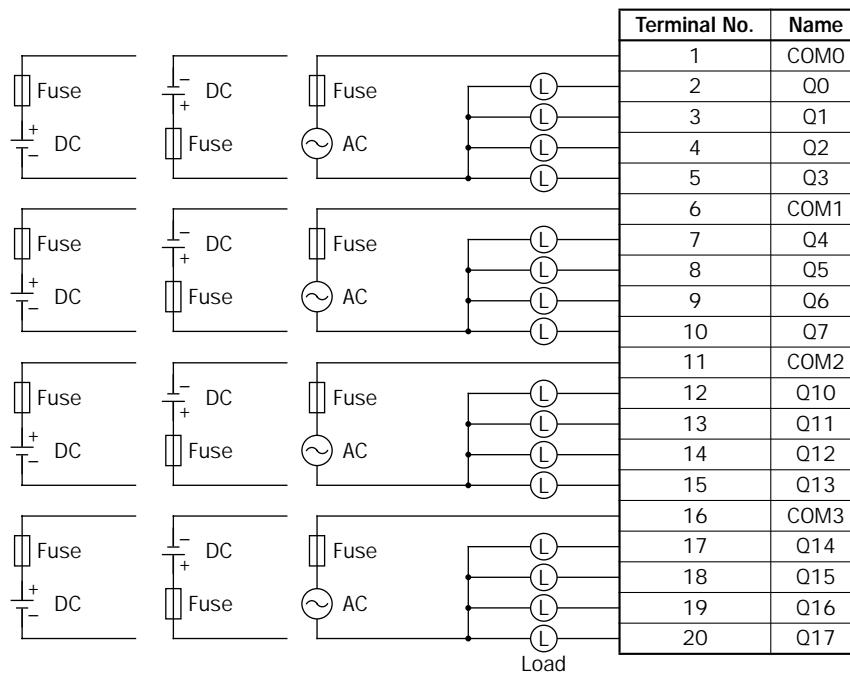 Terminal No. Name
1 COM0
Fuse DC Fuse L 2 Q0
L 3 Q1
+ − DC Fuse AC L 4 Q2
L 5 Q3
6 COM1
Fuse DC Fuse L 7 Q4
L 8 Q5
+ − DC Fuse AC L 9 Q6
L 10 Q7
11 COM2
Fuse DC Fuse L 12 Q10
L 13 Q11
+ − DC Fuse AC L 14 Q12
L 15 Q13
16 COM3
Fuse − + DC Fuse L 17 Q14
L 18 Q15
+ − DC Fuse AC L 19 Q16
L 20 Q17
Load